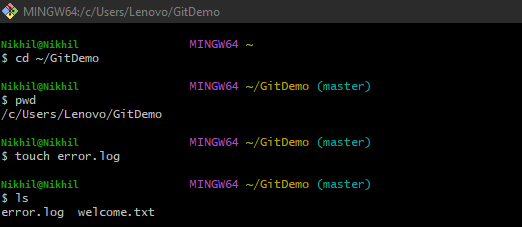 MINGW64:/c/Users/Lenovo/GitDemo
Nikhil@Nikhil MINGW64 ~
$ cd ~/GitDemo
Nikhil@Nikhil MINGW64 ~/GitDemo (master)
$ pwd
/c/Users/Lenovo/GitDemo
Nikhil@Nikhil MINGW64 ~/GitDemo (master)
$ touch error.log
Nikhil@Nikhil MINGW64 ~/GitDemo (master)
$ ls
error.log welcome.txt